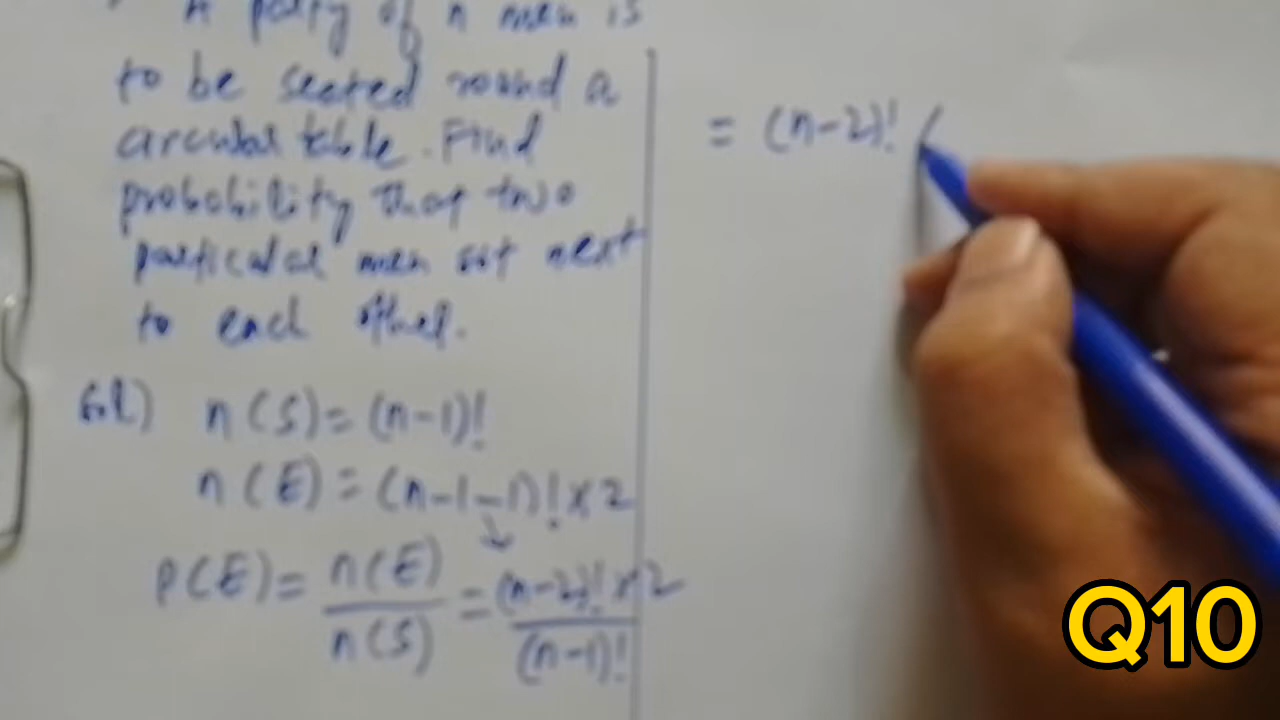 A party of n men is
to be seated round a
circular table. Find
probability that two
particular men sit next
to each other.
Sol) n(S) = (n-1)!
n(E) = (n-1-1)! × 2
P(E) = n(E)/n(S) = (n-2)! × 2/(n-1)!
= (n-2)! (
Q10